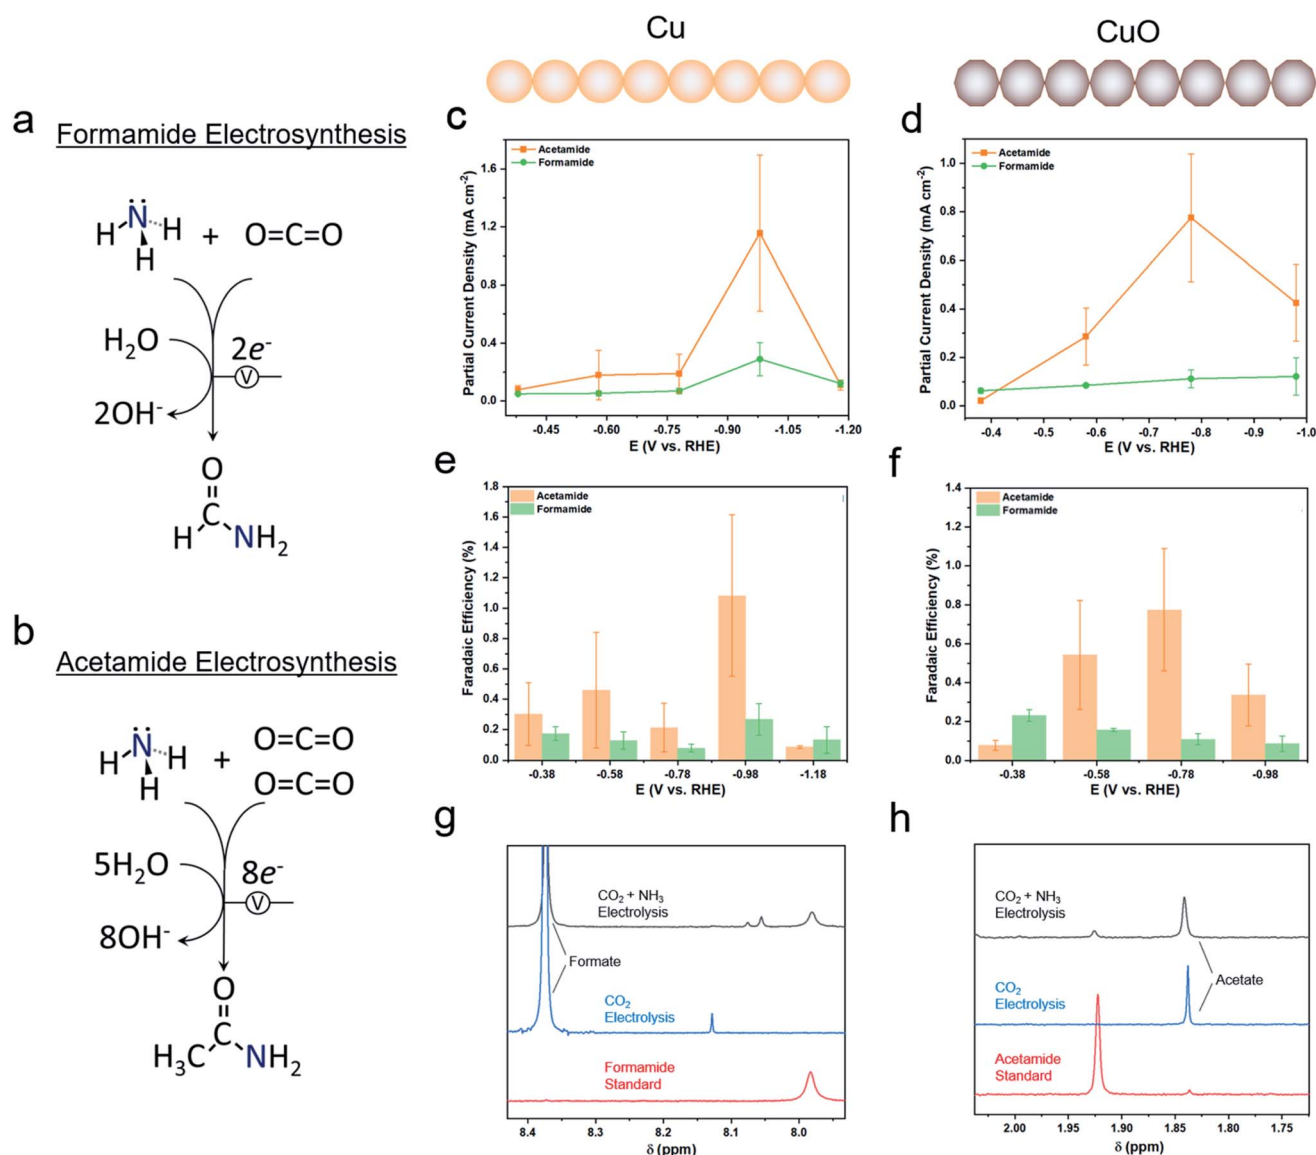 Cu
CuO
a
Formamide Electrosynthesis
H N H
H
+
O=C=O
H₂O
2e⁻
V
2OH⁻
O
C
H NH₂
b
Acetamide Electrosynthesis
H N H
H
+
O=C=O
O=C=O
5H₂O
8e⁻
V
8OH⁻
O
C
H₃C NH₂
c
Acetamide
Formamide
Partial Current Density (mA cm⁻²)
1.6
1.2
0.8
0.4
0.0
-0.45 -0.60 -0.75 -0.90 -1.05 -1.20
E (V vs. RHE)
d
Acetamide
Formamide
Partial Current Density (mA cm⁻²)
1.0
0.8
0.6
0.4
0.2
0.0
-0.4 -0.5 -0.6 -0.7 -0.8 -0.9 -1.0
E (V vs. RHE)
e
Acetamide
Formamide
Faradaic Efficiency (%)
1.8
1.6
1.4
1.2
1.0
0.8
0.6
0.4
0.2
0.0
-0.38 -0.58 -0.78 -0.98 -1.18
E (V vs. RHE)
f
Acetamide
Formamide
Faradaic Efficiency (%)
1.4
1.2
1.0
0.8
0.6
0.4
0.2
0.0
-0.38 -0.58 -0.78 -0.98
E (V vs. RHE)
g
CO₂ + NH₃
Electrolysis
Formate
CO₂
Electrolysis
Formamide
Standard
8.4 8.3 8.2 8.1 8.0
δ (ppm)
h
CO₂ + NH₃
Electrolysis
Acetate
CO₂
Electrolysis
Acetamide
Standard
2.00 1.95 1.90 1.85 1.80 1.75
δ (ppm)